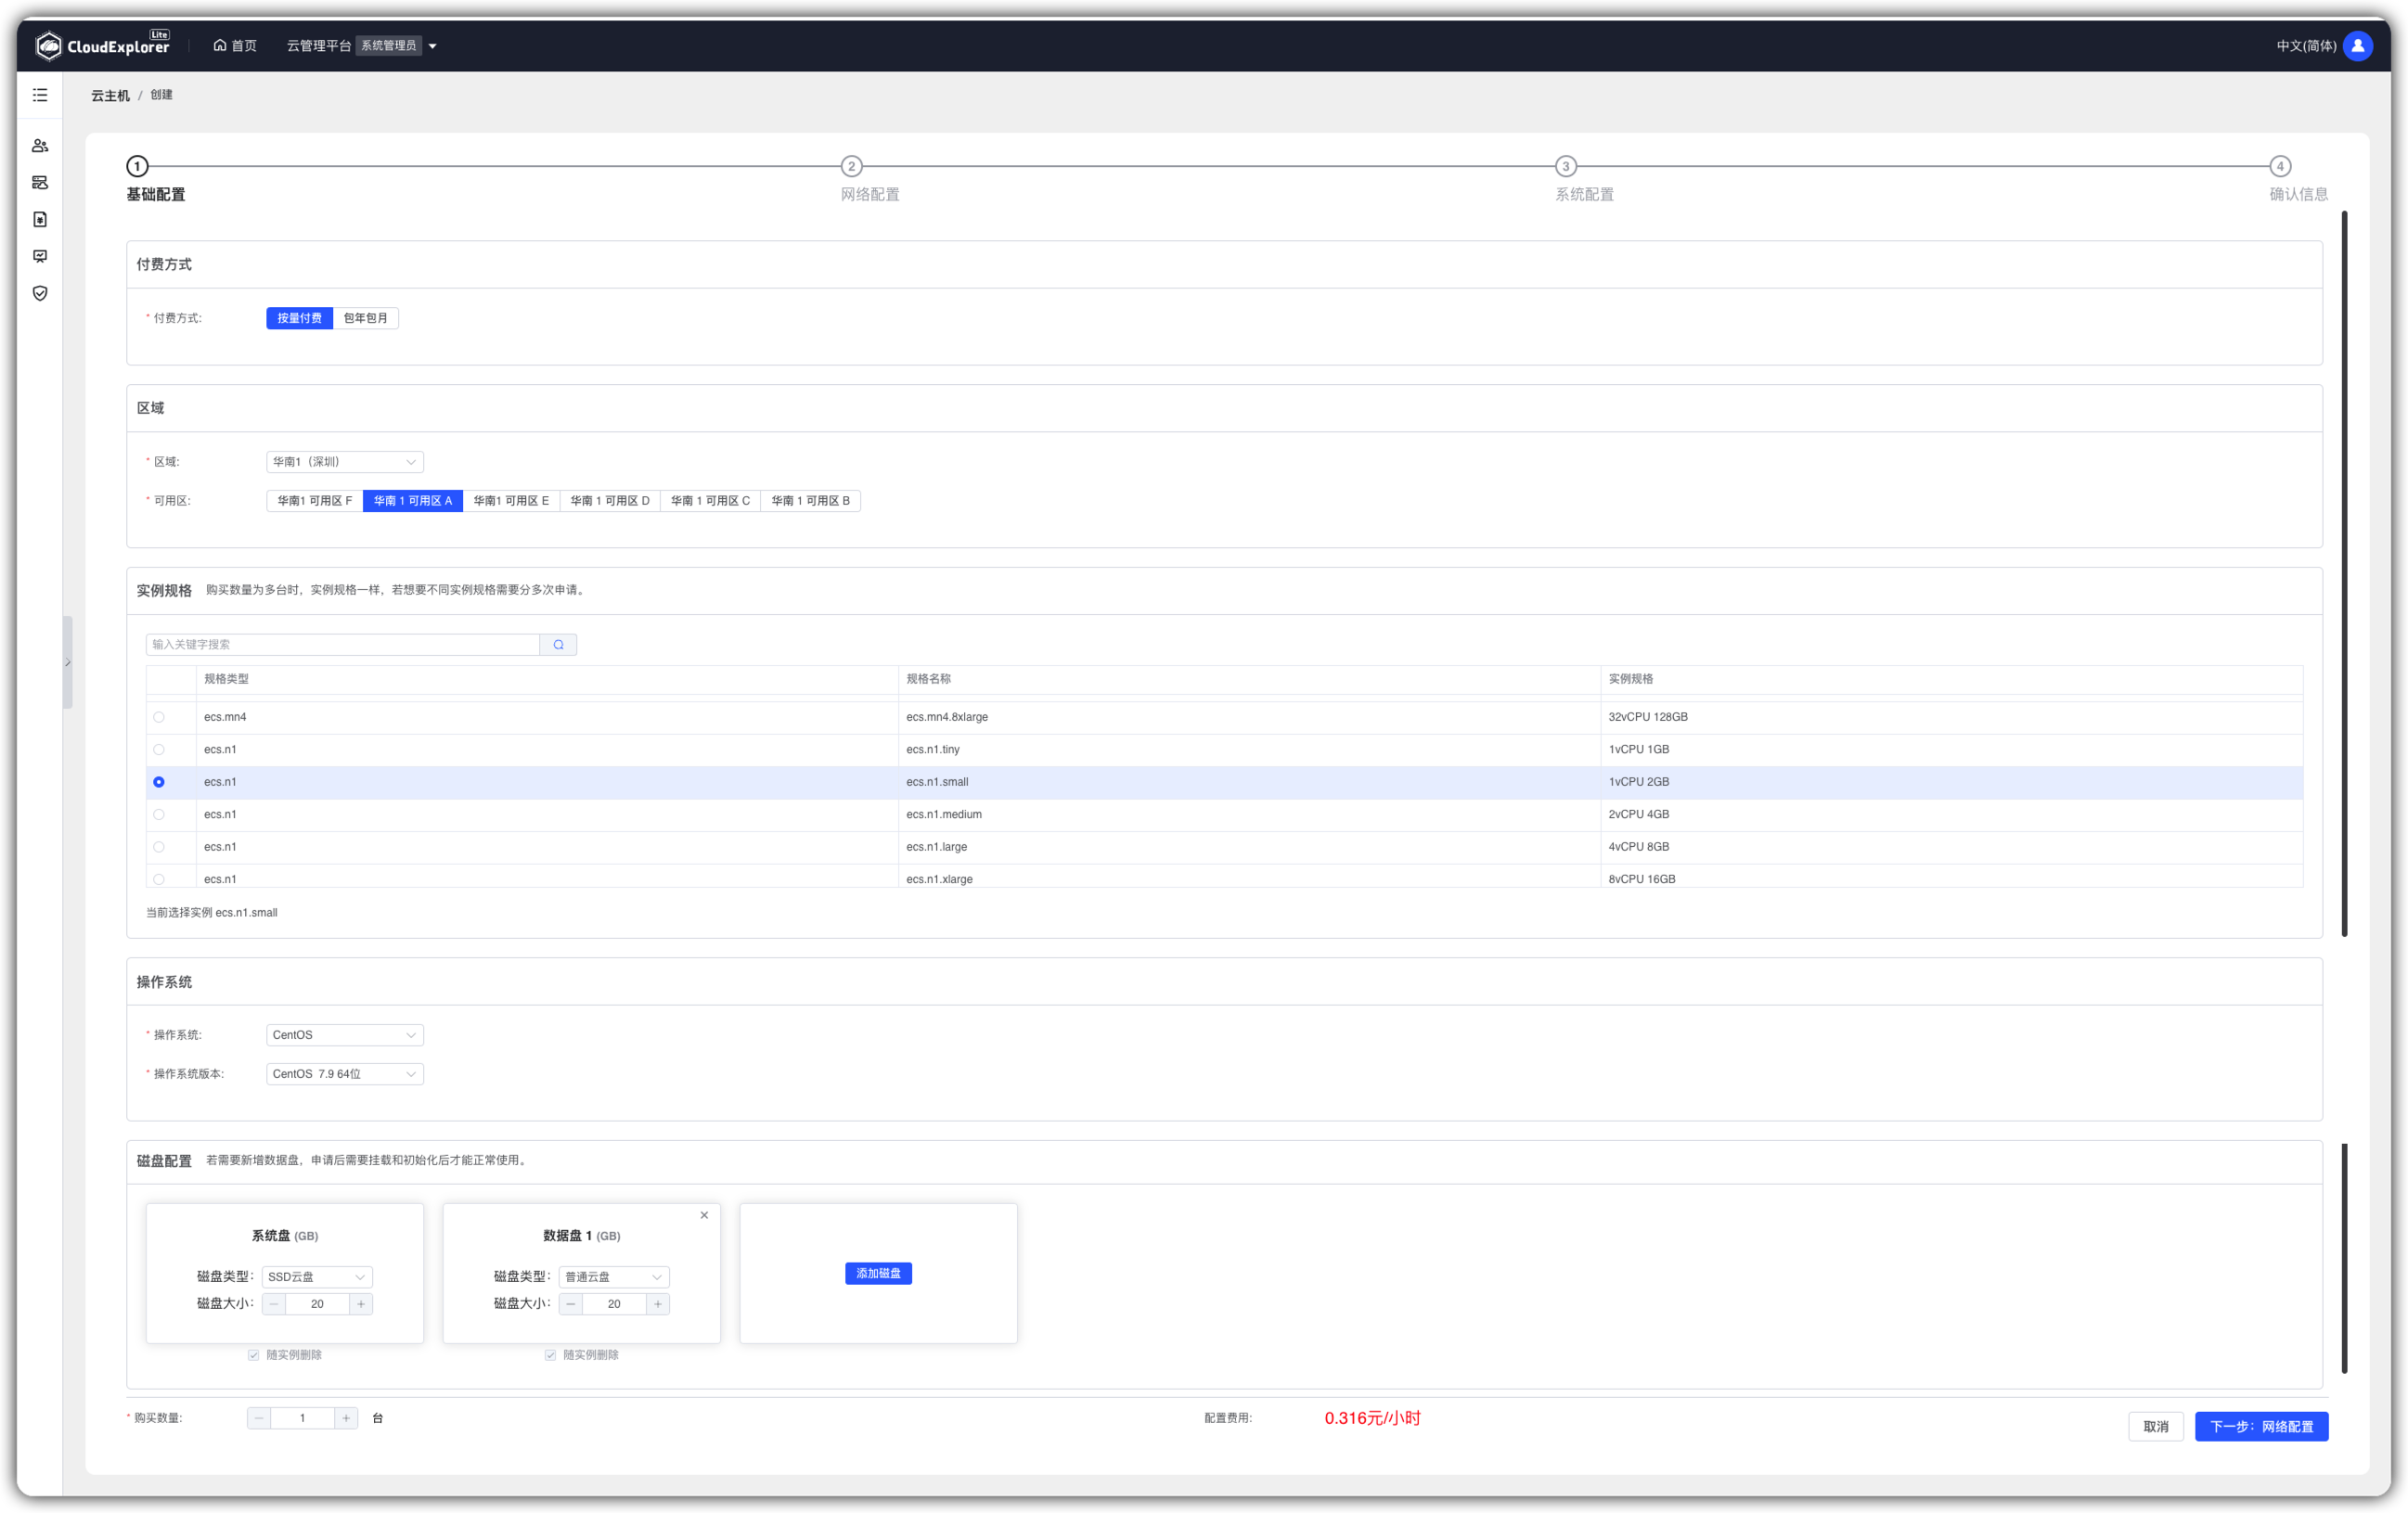 CloudExplorer Lite 首页 云管理平台 系统管理员 中文(简体)
云主机 / 创建
1 2 3 4
基础配置 网络配置 系统配置 确认信息
付费方式
* 付费方式: 按量付费 包年包月
区域
* 区域: 华南1（深圳）
* 可用区: 华南1 可用区 F 华南 1 可用区 A 华南1 可用区 E 华南 1 可用区 D 华南 1 可用区 C 华南 1 可用区 B
实例规格 购买数量为多台时，实例规格一样，若想要不同实例规格需要分多次申请。
输入关键字搜索
规格类型 规格名称 实例规格
ecs.mn4 ecs.mn4.8xlarge 32vCPU 128GB
ecs.n1 ecs.n1.tiny 1vCPU 1GB
ecs.n1 ecs.n1.small 1vCPU 2GB
ecs.n1 ecs.n1.medium 2vCPU 4GB
ecs.n1 ecs.n1.large 4vCPU 8GB
ecs.n1 ecs.n1.xlarge 8vCPU 16GB
当前选择实例 ecs.n1.small
操作系统
* 操作系统: CentOS
* 操作系统版本: CentOS 7.9 64位
磁盘配置 若需要新增数据盘，申请后需要挂载和初始化后才能正常使用。
系统盘 (GB) 数据盘 1 (GB)
磁盘类型： SSD云盘 磁盘类型： 普通云盘 添加磁盘
磁盘大小： − 20 + 磁盘大小： − 20 +
随实例删除 随实例删除
* 购买数量: − 1 + 台 配置费用: 0.316元/小时 取消 下一步：网络配置